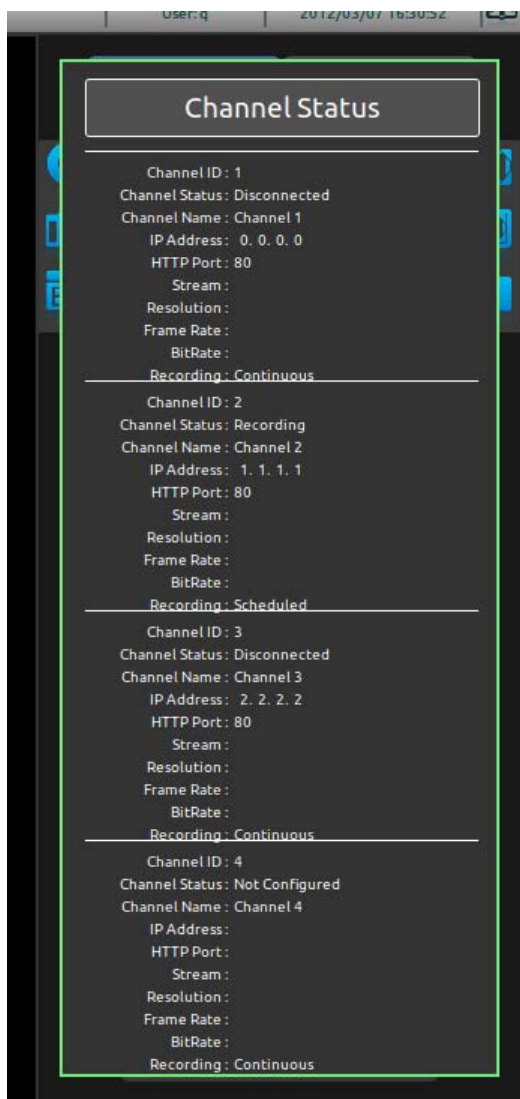 User: q 2012/03/07 16:30:52
Channel Status
Channel ID : 1
Channel Status : Disconnected
Channel Name : Channel 1
IP Address : 0. 0. 0. 0
HTTP Port : 80
Stream :
Resolution :
Frame Rate :
BitRate :
Recording : Continuous
Channel ID : 2
Channel Status : Recording
Channel Name : Channel 2
IP Address : 1. 1. 1. 1
HTTP Port : 80
Stream :
Resolution :
Frame Rate :
BitRate :
Recording : Scheduled
Channel ID : 3
Channel Status : Disconnected
Channel Name : Channel 3
IP Address : 2. 2. 2. 2
HTTP Port : 80
Stream :
Resolution :
Frame Rate :
BitRate :
Recording : Continuous
Channel ID : 4
Channel Status : Not Configured
Channel Name : Channel 4
IP Address :
HTTP Port :
Stream :
Resolution :
Frame Rate :
BitRate :
Recording : Continuous